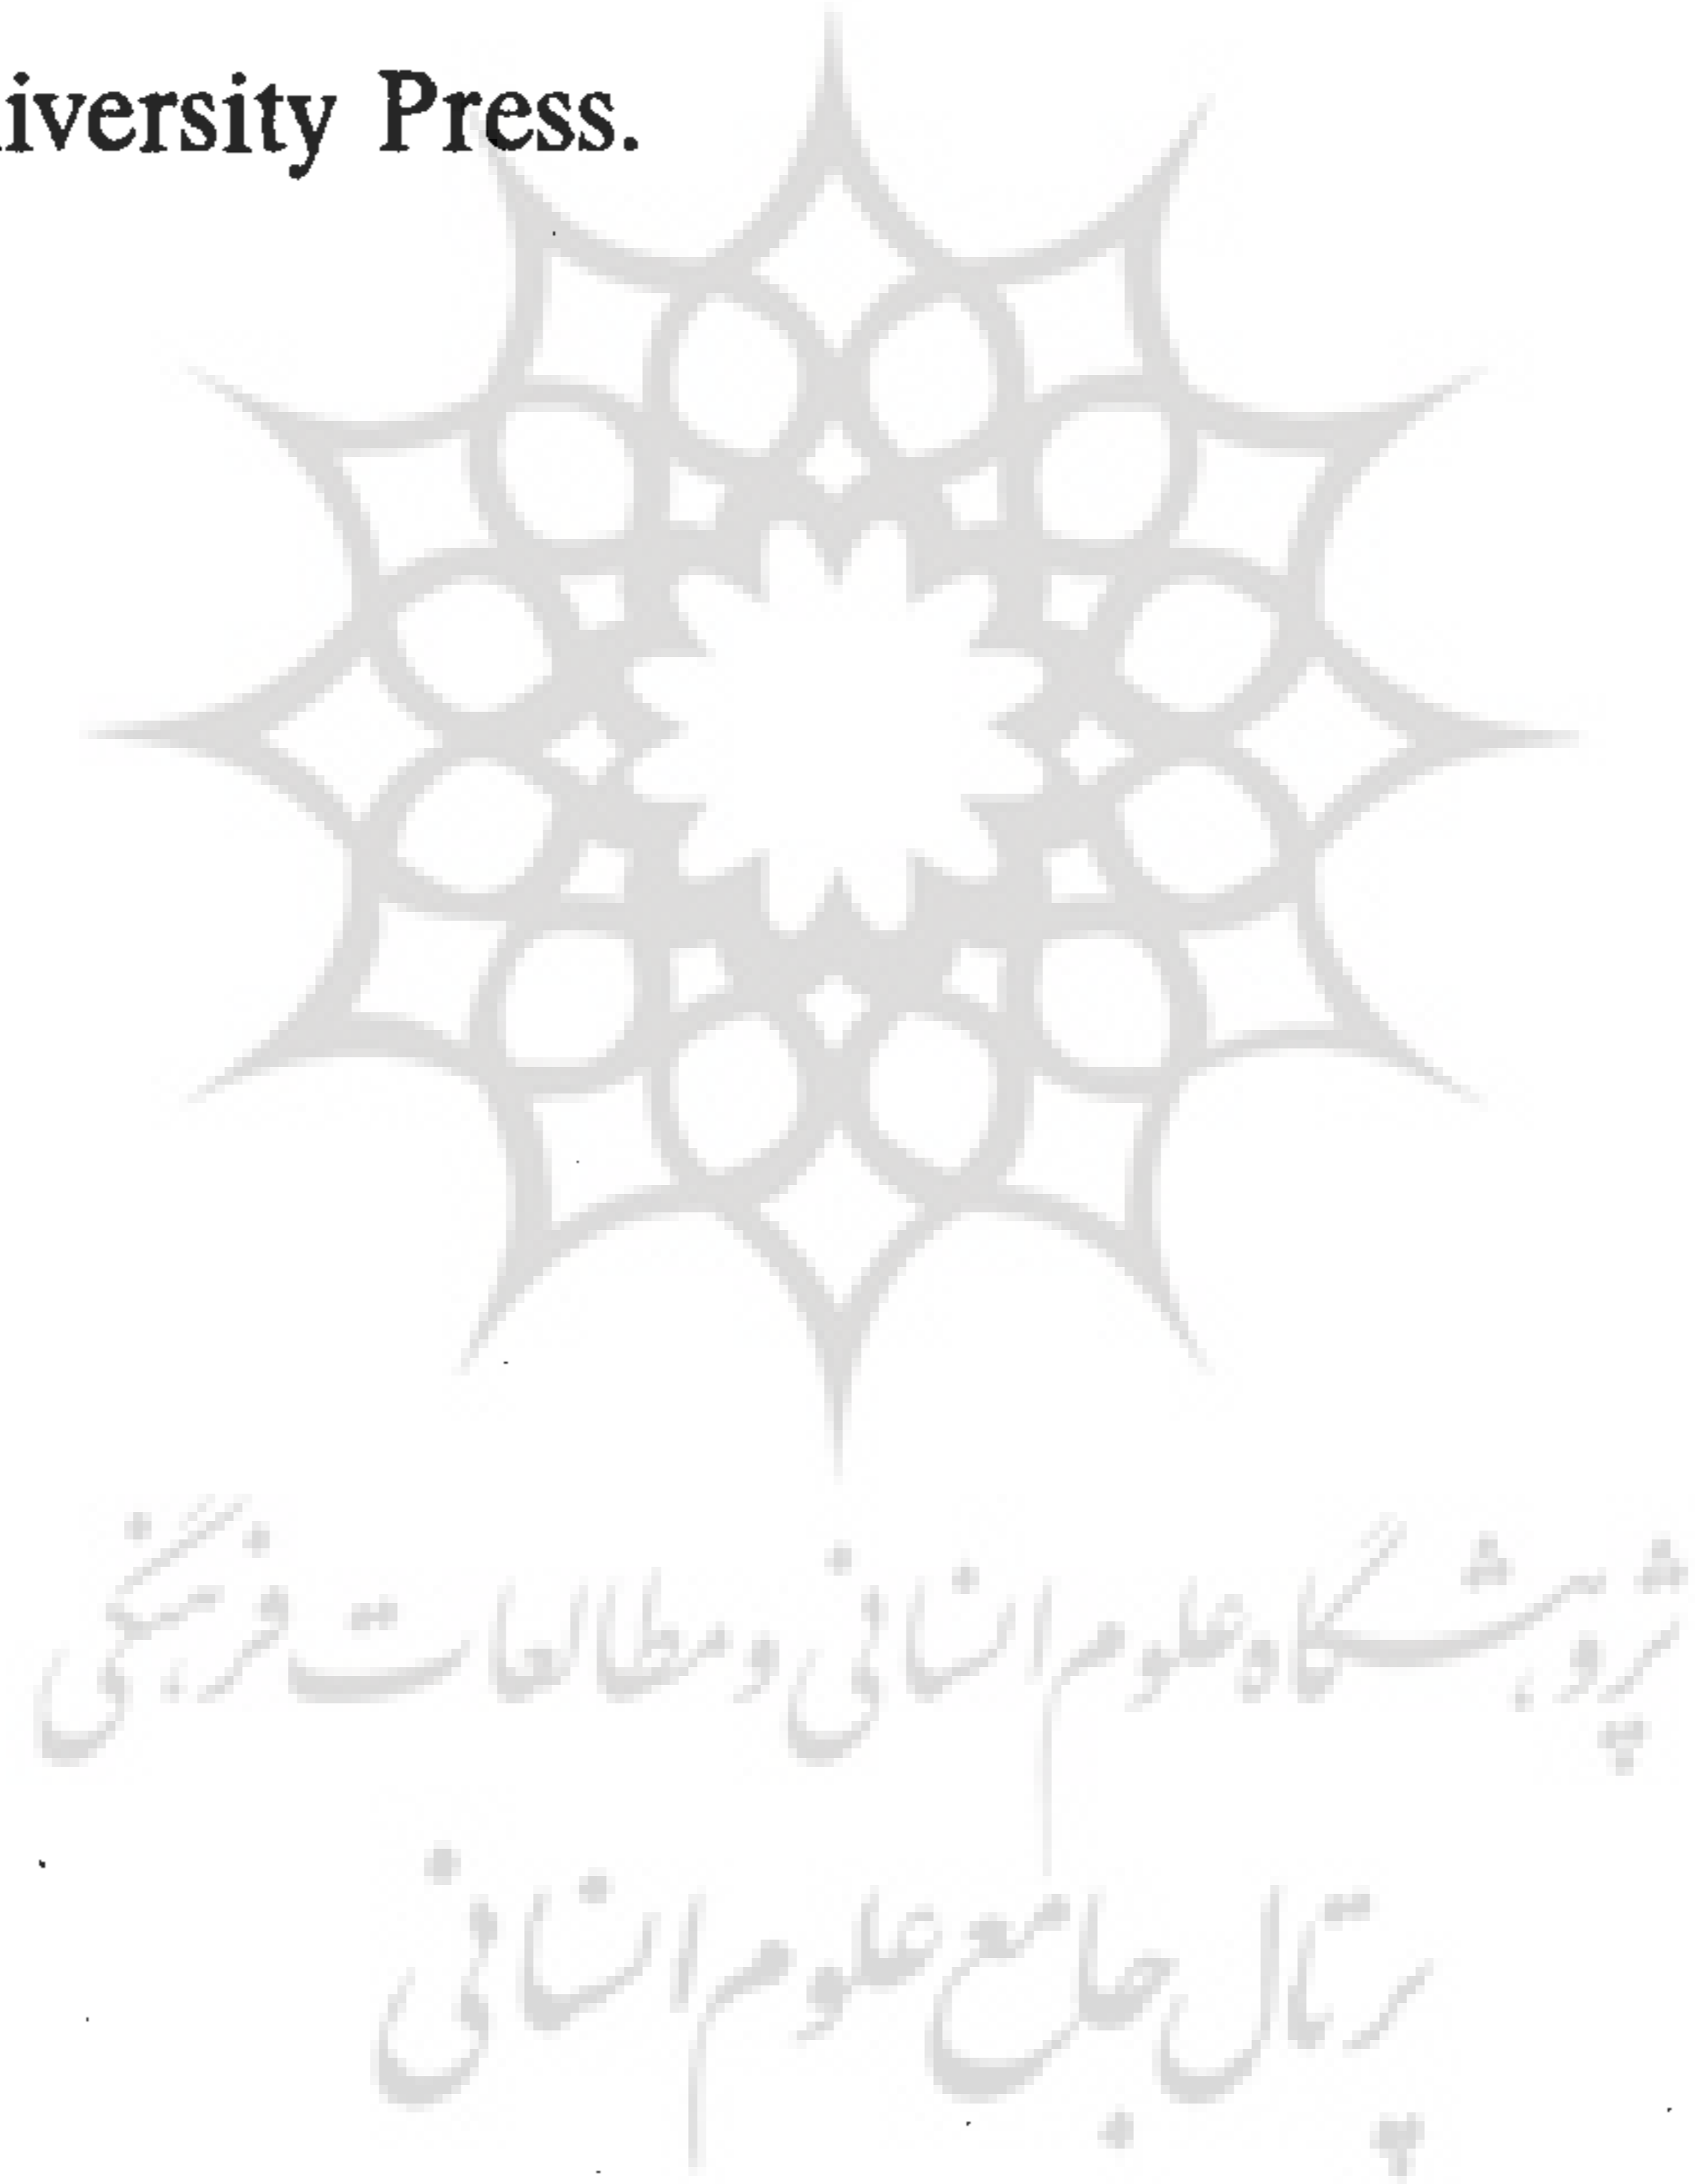 iversity Press.
پژوهشگاه علوم انسانی و مطالعات فرهنگی
پرتال جامع علوم انسانی